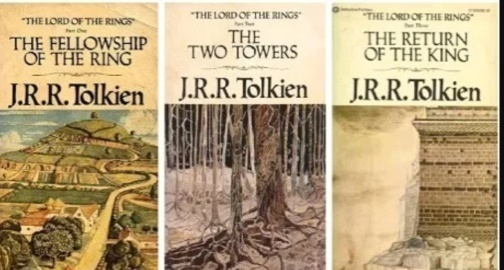 "THE LORD OF THE RINGS"
Part One
THE FELLOWSHIP
OF THE RING
J.R.R.Tolkien
"THE LORD OF THE RINGS"
Part Two
THE
TWO TOWERS
J.R.R.Tolkien
"THE LORD OF THE RINGS"
Part Three
THE RETURN
OF THE KING
J.R.R.Tolkien